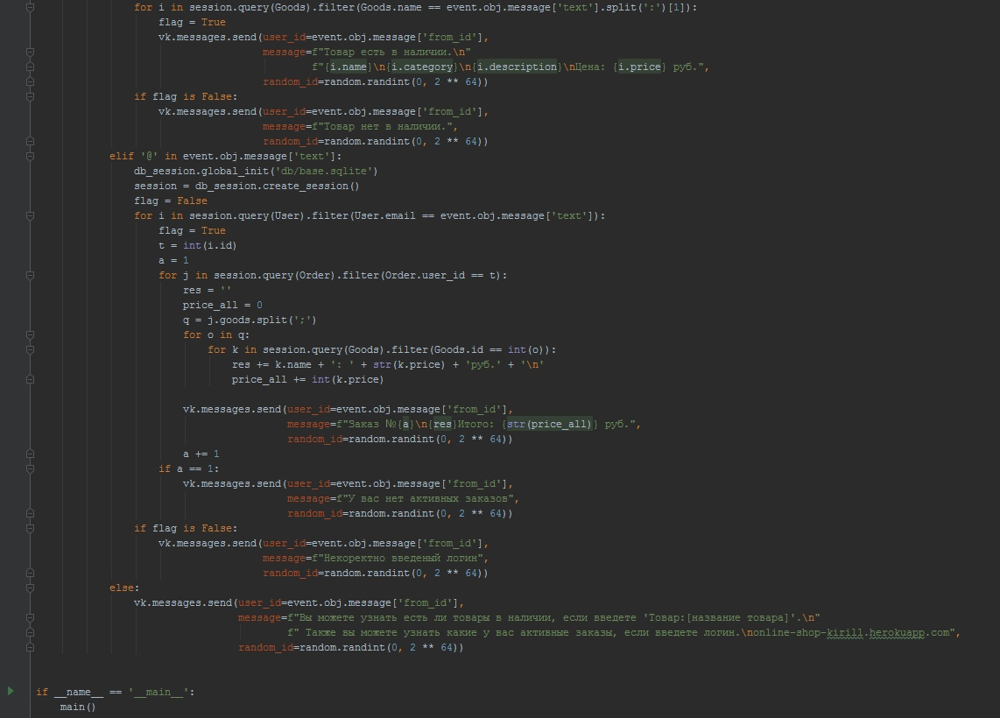 for i in session.query(Goods).filter(Goods.name == event.obj.message['text'].split(':')[1]):
flag = True
vk.messages.send(user_id=event.obj.message['from_id'],
message=f"Товар есть в наличии.\n"
f"{i.name}\n{i.category}\n{i.description}\nЦена: {i.price} руб.",
random_id=random.randint(0, 2 ** 64))
if flag is False:
vk.messages.send(user_id=event.obj.message['from_id'],
message=f"Товар нет в наличии.",
random_id=random.randint(0, 2 ** 64))
elif '@' in event.obj.message['text']:
db_session.global_init('db/base.sqlite')
session = db_session.create_session()
flag = False
for i in session.query(User).filter(User.email == event.obj.message['text']):
flag = True
t = int(i.id)
a = 1
for j in session.query(Order).filter(Order.user_id == t):
res = ''
price_all = 0
q = j.goods.split(';')
for o in q:
for k in session.query(Goods).filter(Goods.id == int(o)):
res += k.name + ': ' + str(k.price) + 'руб.' + '\n'
price_all += int(k.price)
vk.messages.send(user_id=event.obj.message['from_id'],
message=f"Заказ №{a}\n{res}Итого: {str(price_all)} руб.",
random_id=random.randint(0, 2 ** 64))
a += 1
if a == 1:
vk.messages.send(user_id=event.obj.message['from_id'],
message=f"У вас нет активных заказов",
random_id=random.randint(0, 2 ** 64))
if flag is False:
vk.messages.send(user_id=event.obj.message['from_id'],
message=f"Некоректно введеный логин",
random_id=random.randint(0, 2 ** 64))
else:
vk.messages.send(user_id=event.obj.message['from_id'],
message=f"Вы можете узнать есть ли товары в наличии, если введете 'Товар:[название товара]'.\n"
f" Также вы можете узнать какие у вас активные заказы, если введете логин.\nonline-shop-kirill.herokuapp.com",
random_id=random.randint(0, 2 ** 64))
if __name__ == '__main__':
main()